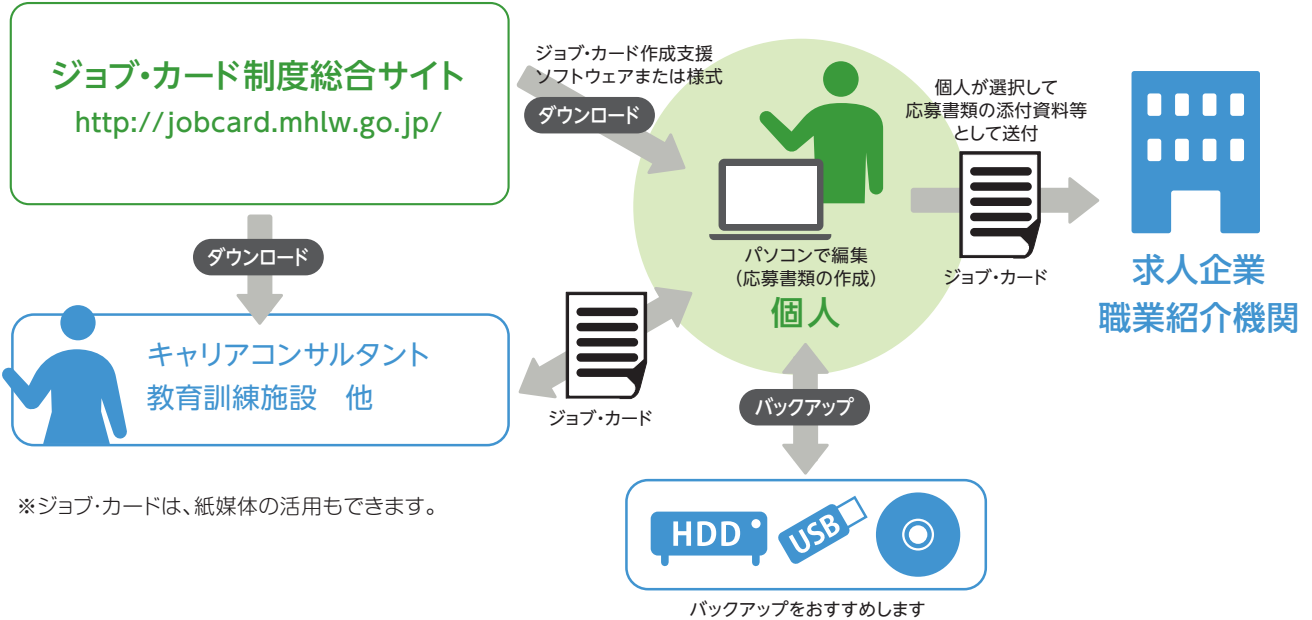 ジョブ・カード制度総合サイト
http://jobcard.mhlw.go.jp/
ジョブ・カード作成支援
ソフトウェアまたは様式
ダウンロード
個人が選択して
応募書類の添付資料等
として送付
ダウンロード
パソコンで編集
（応募書類の作成）
個人
ジョブ・カード
求人企業
職業紹介機関
キャリアコンサルタント
教育訓練施設　他
ジョブ・カード
バックアップ
※ジョブ・カードは、紙媒体の活用もできます。
HDD
USB
バックアップをおすすめします